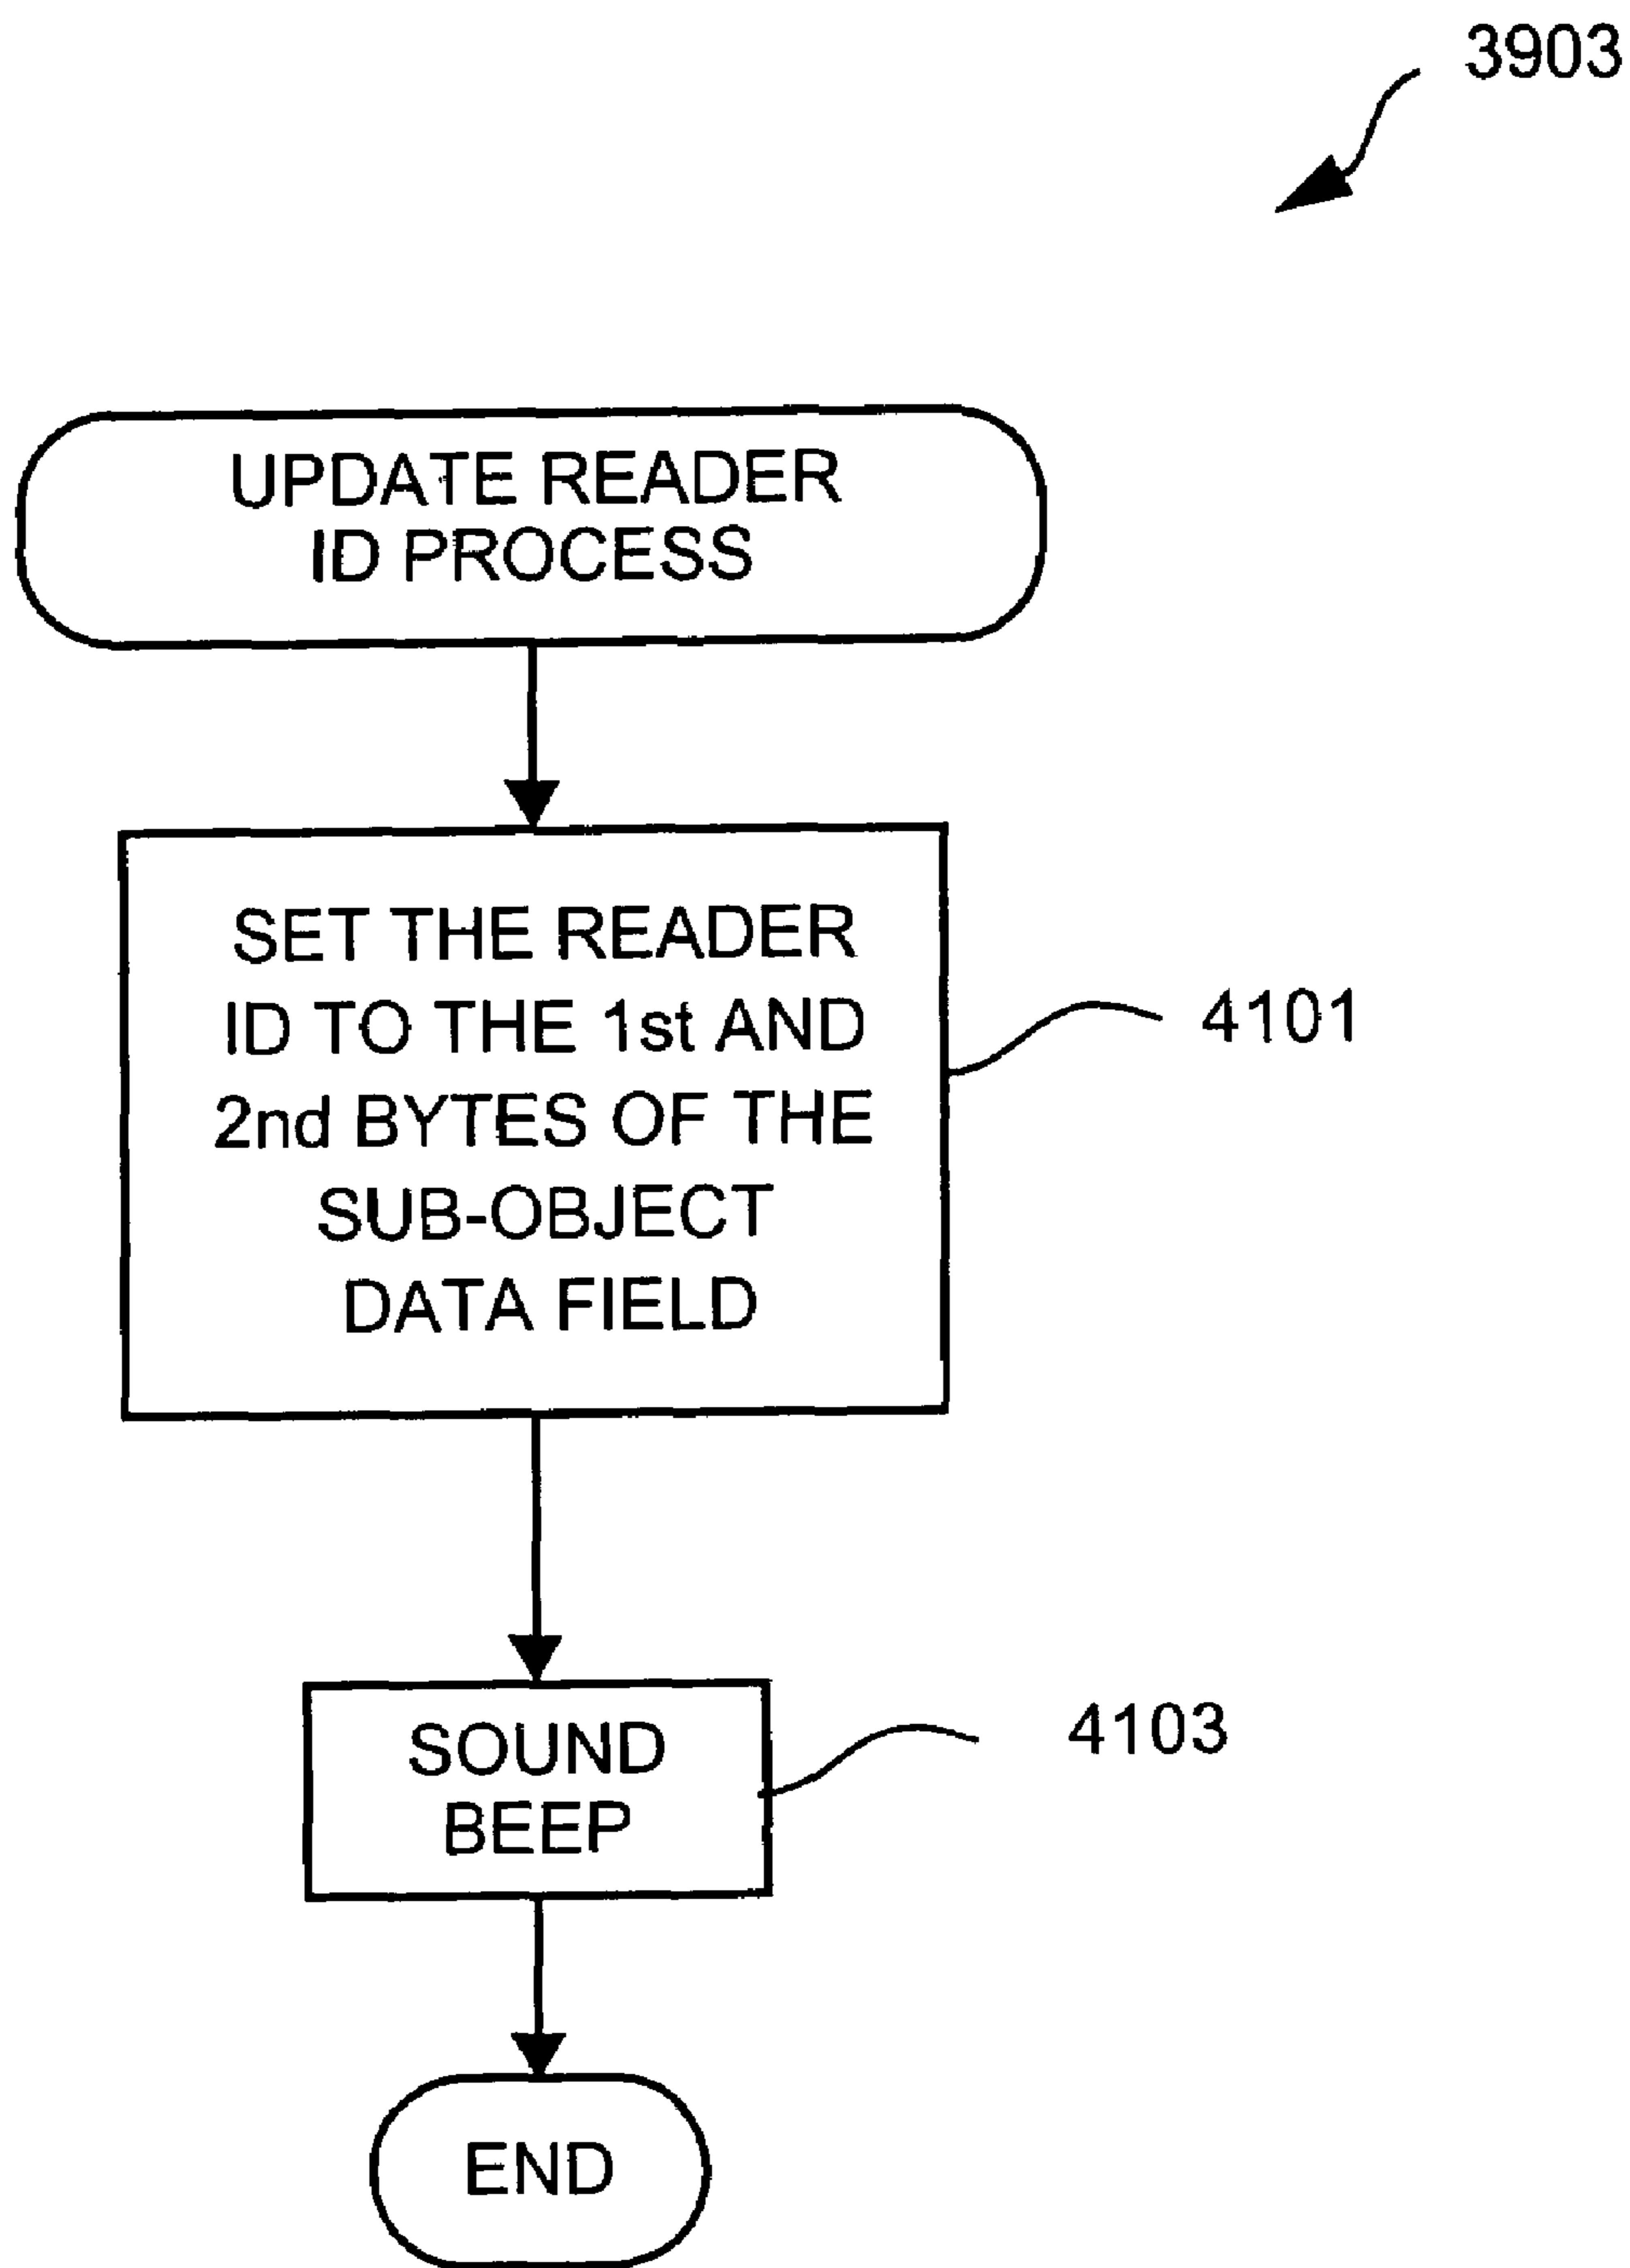 3903
UPDATE READER
ID PROCESS
SET THE READER
ID TO THE 1st AND
2nd BYTES OF THE
SUB-OBJECT
DATA FIELD
4101
SOUND
BEEP
4103
END